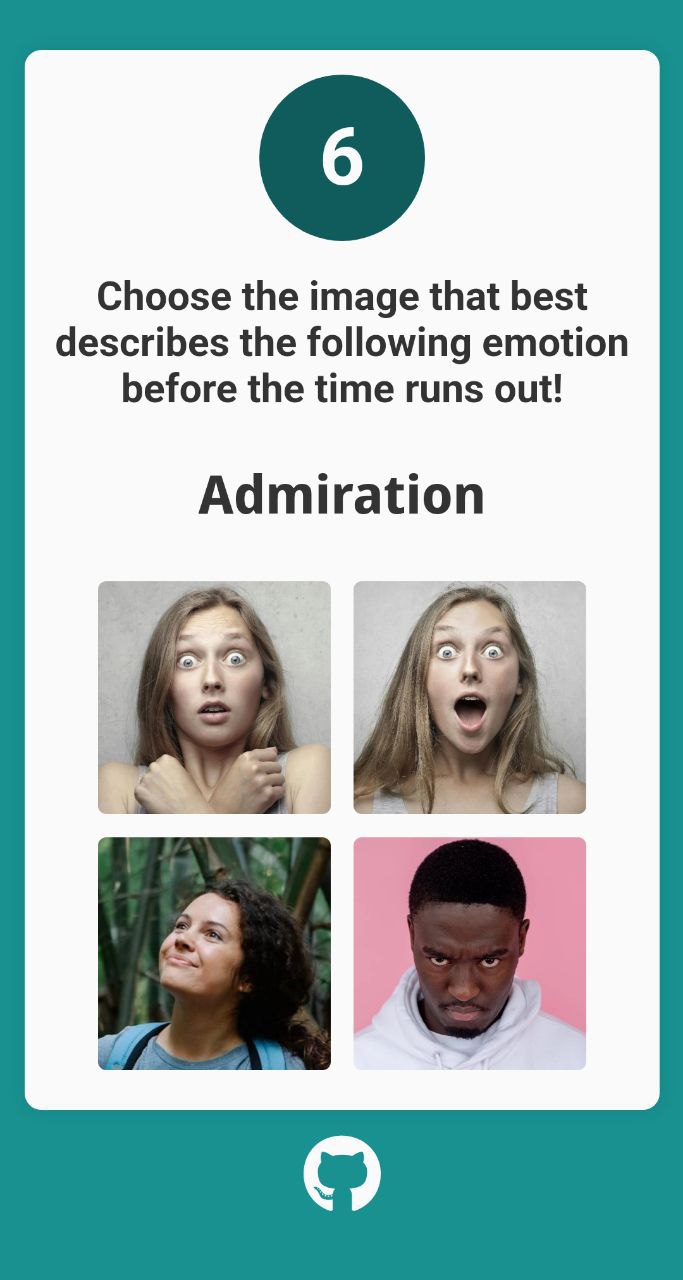 6
Choose the image that best
describes the following emotion
before the time runs out!
Admiration